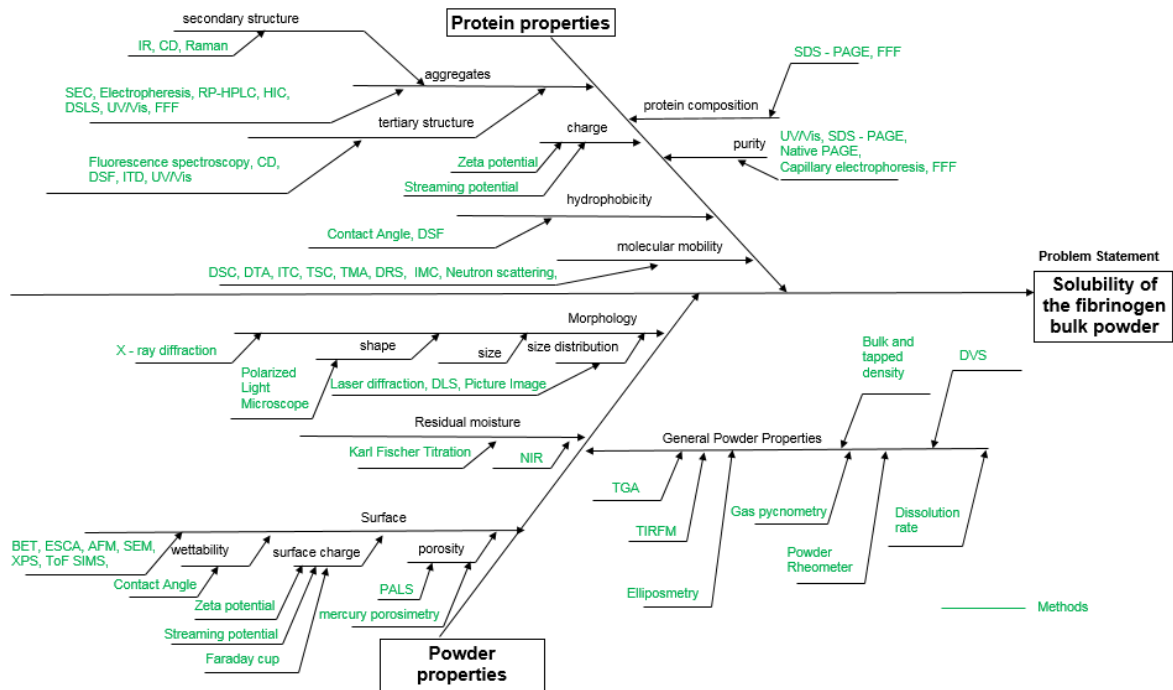 secondary structure
Protein properties
IR, CD, Raman
SDS - PAGE, FFF
aggregates
SEC, Electropheresis, RP-HPLC, HIC,
DSLS, UV/Vis, FFF
protein composition
tertiary structure
charge
purity
UV/Vis, SDS - PAGE,
Native PAGE,
Capillary electrophoresis, FFF
Fluorescence spectroscopy, CD,
DSF, ITD, UV/Vis
Zeta potential
Streaming potential
hydrophobicity
Contact Angle, DSF
molecular mobility
DSC, DTA, ITC, TSC, TMA, DRS, IMC, Neutron scattering,
Problem Statement
Solubility of
the fibrinogen
bulk powder
Morphology
X - ray diffraction
shape
size
size distribution
Polarized
Light
Microscope
Laser diffraction, DLS, Picture Image
Bulk and
tapped
density
DVS
Residual moisture
Karl Fischer Titration
NIR
General Powder Properties
TGA
TIRFM
Elliposmetry
Gas pycnometry
Powder
Rheometer
Dissolution
rate
Surface
BET, ESCA, AFM, SEM,
XPS, ToF SIMS,
wettability
Contact Angle
surface charge
Zeta potential
Streaming potential
Faraday cup
porosity
PALS
mercury porosimetry
Methods
Powder
properties